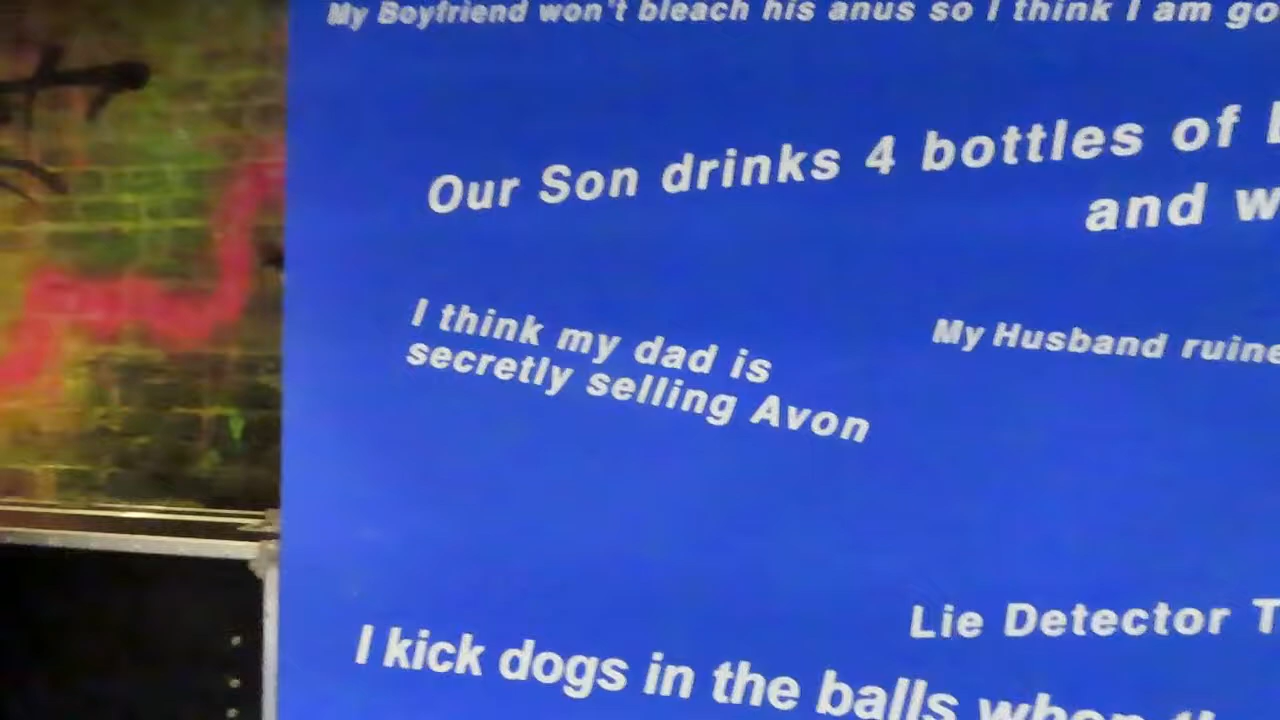 My Boyfriend won't bleach his anus so I think I am go
Our Son drinks 4 bottles of
and
I think my dad is
secretly selling Avon
My Husband ruine
Lie Detector T
I kick dogs in the balls when